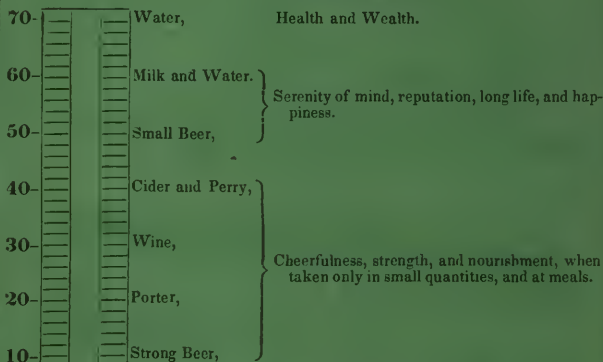 70- Water, Health and Wealth.
60- Milk and Water.
Serenity of mind, reputation, long life, and hap-
piness.
50- Small Beer,
40- Cider and Perry,
30- Wine,
Cheerfulness, strength, and nourishment, when
taken only in small quantities, and at meals.
20- Porter,
10- Strong Beer,